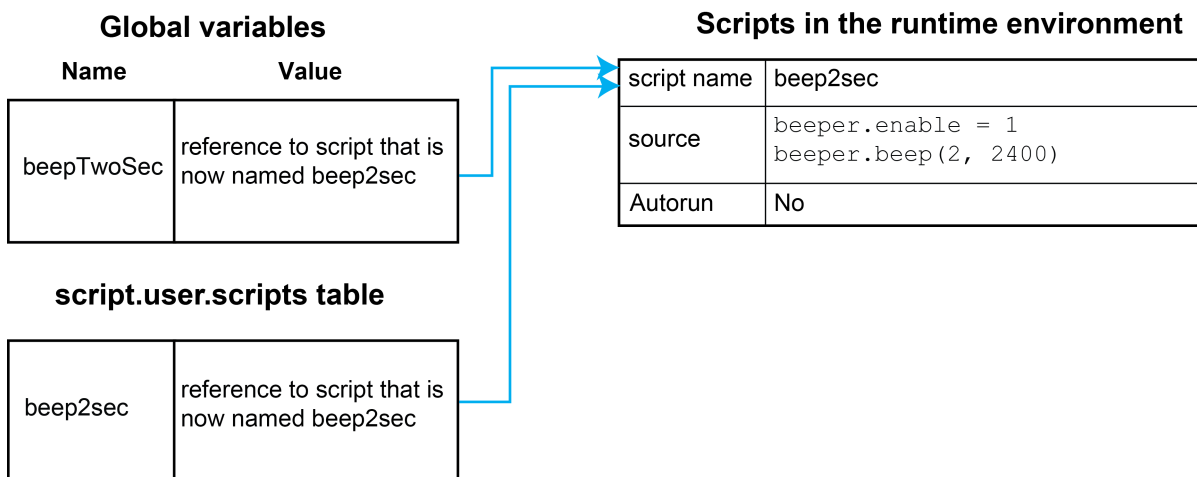 Global variables
Name Value
beepTwoSec
reference to script that is
now named beep2sec
script.user.scripts table
beep2sec
reference to script that is
now named beep2sec
Scripts in the runtime environment
script name beep2sec
source
beeper.enable = 1
beeper.beep(2, 2400)
Autorun No